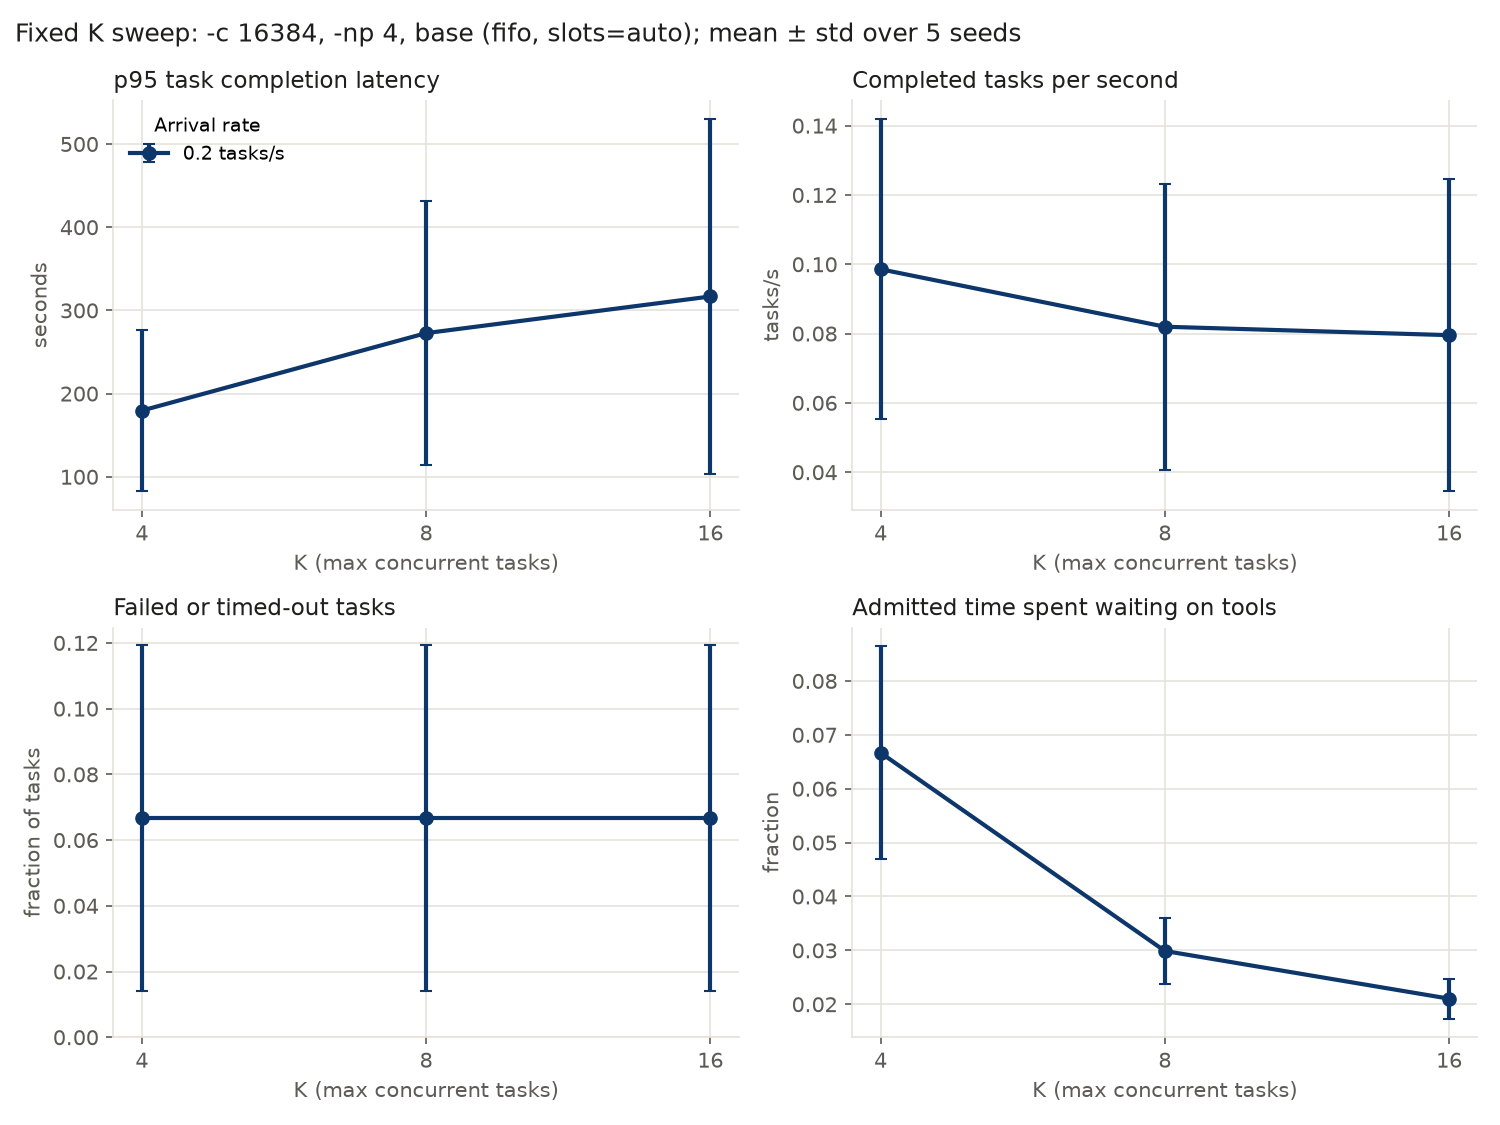 Fixed K sweep: -c 16384, -np 4, base (fifo, slots=auto); mean ± std over 5 seeds
p95 task completion latency
Arrival rate
0.2 tasks/s
500
400
300
200
100
seconds
4
8
16
K (max concurrent tasks)
Completed tasks per second
0.14
0.12
0.10
0.08
0.06
0.04
tasks/s
4
8
16
K (max concurrent tasks)
Failed or timed-out tasks
0.12
0.10
0.08
0.06
0.04
0.02
0.00
fraction of tasks
4
8
16
K (max concurrent tasks)
Admitted time spent waiting on tools
0.08
0.07
0.06
0.05
0.04
0.03
0.02
fraction
4
8
16
K (max concurrent tasks)